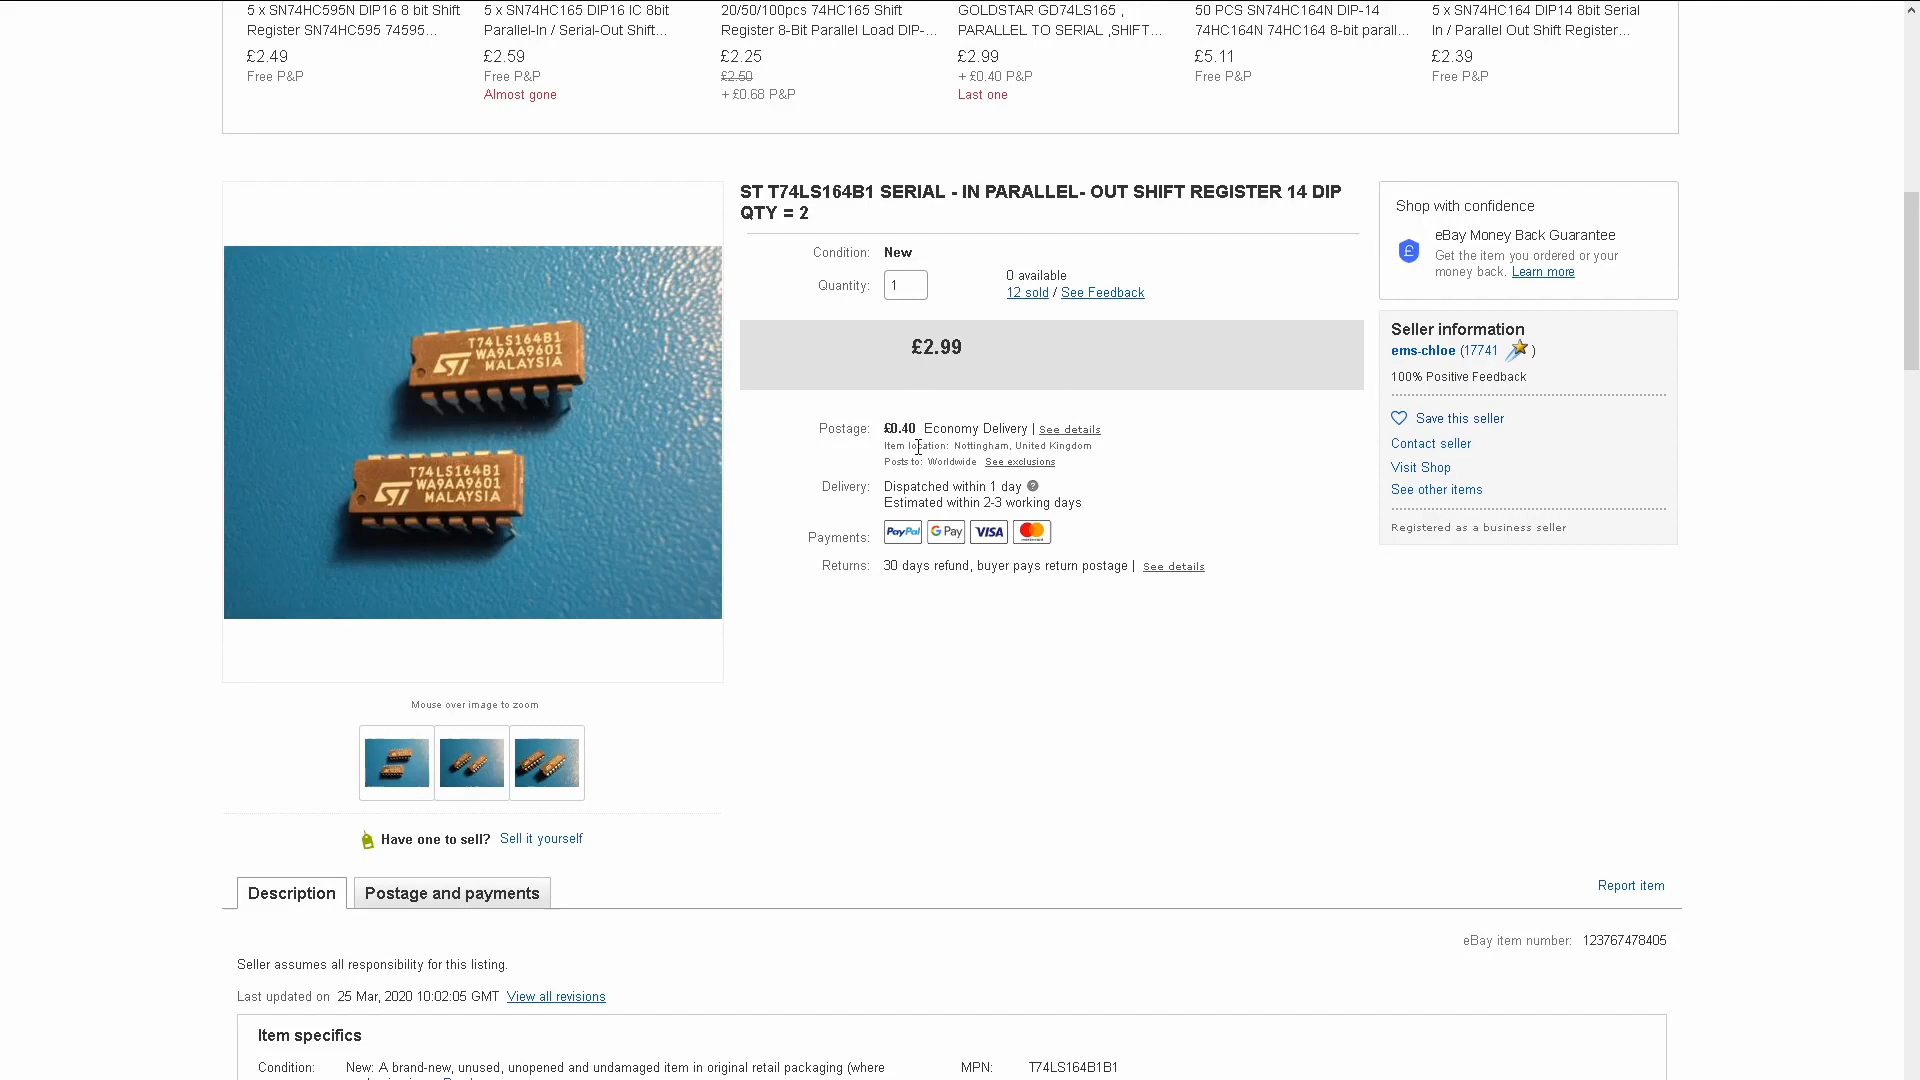 5 x SN74HC595N DIP16 8 bit Shift
Register SN74HC595 74595...
£2.49
Free P&P
5 x SN74HC165 DIP16 IC 8bit
Parallel-In / Serial-Out Shift...
£2.59
Free P&P
Almost gone
20/50/100pcs 74HC165 Shift
Register 8-Bit Parallel Load DIP-...
£2.25
£2.50
+ £0.68 P&P
GOLDSTAR GD74LS165 ,
PARALLEL TO SERIAL ,SHIFT...
£2.99
+ £0.40 P&P
Last one
50 PCS SN74HC164N DIP-14
74HC164N 74HC164 8-bit parall...
£5.11
Free P&P
5 x SN74HC164 DIP14 8bit Serial
In / Parallel Out Shift Register...
£2.39
Free P&P
T74LS164B1
WA9AA9601
ST MALAYSIA
T74LS164B1
WA9AA9601
ST MALAYSIA
Mouse over image to zoom
Have one to sell? Sell it yourself
ST T74LS164B1 SERIAL - IN PARALLEL- OUT SHIFT REGISTER 14 DIP
QTY = 2
Condition: New
Quantity: 1
0 available
12 sold / See Feedback
£2.99
Postage: £0.40 Economy Delivery | See details
Item location: Nottingham, United Kingdom
Posts to: Worldwide See exclusions
Delivery: Dispatched within 1 day ?
Estimated within 2-3 working days
Payments: PayPal G Pay VISA mastercard
Returns: 30 days refund, buyer pays return postage | See details
Shop with confidence
£
eBay Money Back Guarantee
Get the item you ordered or your
money back. Learn more
Seller information
ems-chloe (17741 )
100% Positive Feedback
Save this seller
Contact seller
Visit Shop
See other items
Registered as a business seller
Description
Postage and payments
Report item
eBay item number: 123767478405
Seller assumes all responsibility for this listing.
Last updated on 25 Mar, 2020 10:02:05 GMT View all revisions
Item specifics
Condition: New: A brand-new, unused, unopened and undamaged item in original retail packaging (where
MPN: T74LS164B1B1